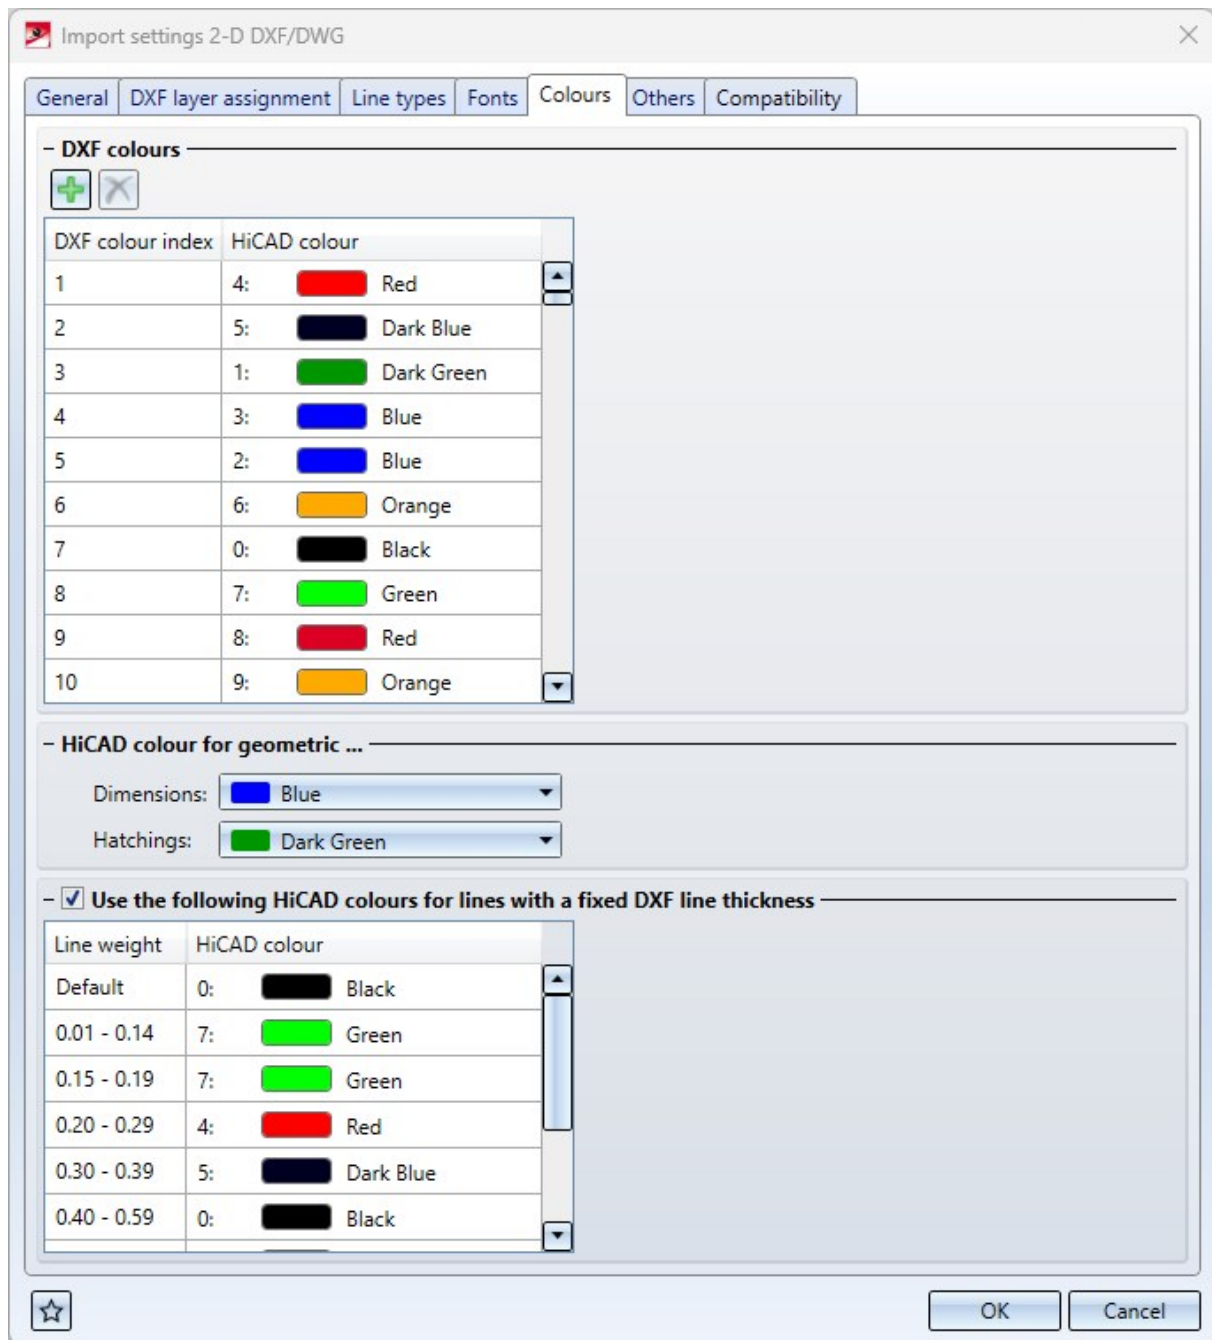 Import settings 2-D DXF/DWG
General DXF layer assignment Line types Fonts Colours Others Compatibility
– DXF colours
DXF colour index HiCAD colour
1 4: Red
2 5: Dark Blue
3 1: Dark Green
4 3: Blue
5 2: Blue
6 6: Orange
7 0: Black
8 7: Green
9 8: Red
10 9: Orange
– HiCAD colour for geometric ...
Dimensions: Blue
Hatchings: Dark Green
– Use the following HiCAD colours for lines with a fixed DXF line thickness
Line weight HiCAD colour
Default 0: Black
0.01 - 0.14 7: Green
0.15 - 0.19 7: Green
0.20 - 0.29 4: Red
0.30 - 0.39 5: Dark Blue
0.40 - 0.59 0: Black
OK Cancel